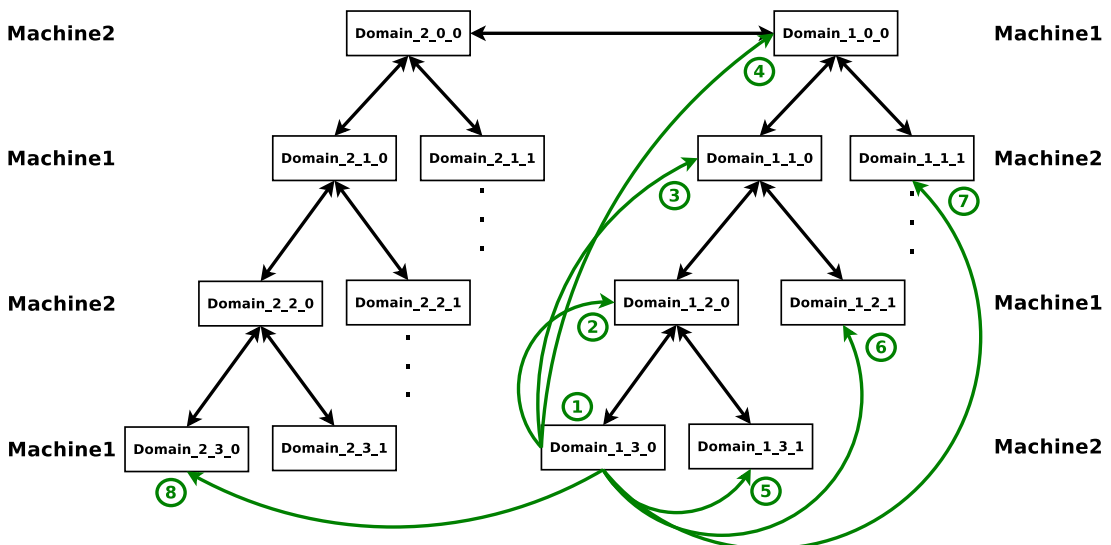 Machine2 Domain_2_0_0 Domain_1_0_0 Machine1
4
Machine1 Domain_2_1_0 Domain_2_1_1 Domain_1_1_0 Domain_1_1_1 Machine2
3 7
Machine2 Domain_2_2_0 Domain_2_2_1 Domain_1_2_0 Domain_1_2_1 Machine1
2 6
1
Machine1 Domain_2_3_0 Domain_2_3_1 Domain_1_3_0 Domain_1_3_1 Machine2
8 5